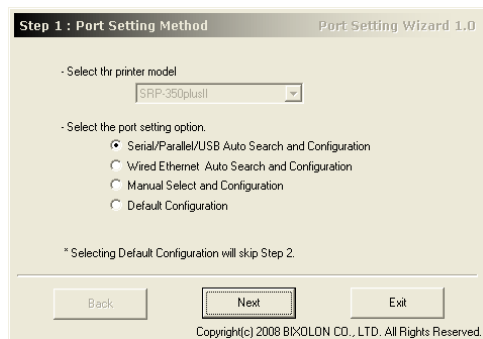 Step 1 : Port Setting Method Port Setting Wizard 1.0
- Select thr printer model
SRP-350plusII
- Select the port setting option.
Serial/Parallel/USB Auto Search and Configuration
Wired Ethernet Auto Search and Configuration
Manual Select and Configuration
Default Configuration
* Selecting Default Configuration will skip Step 2.
Back Next Exit
Copyright(c) 2008 BIXOLON CO., LTD. All Rights Reserved.